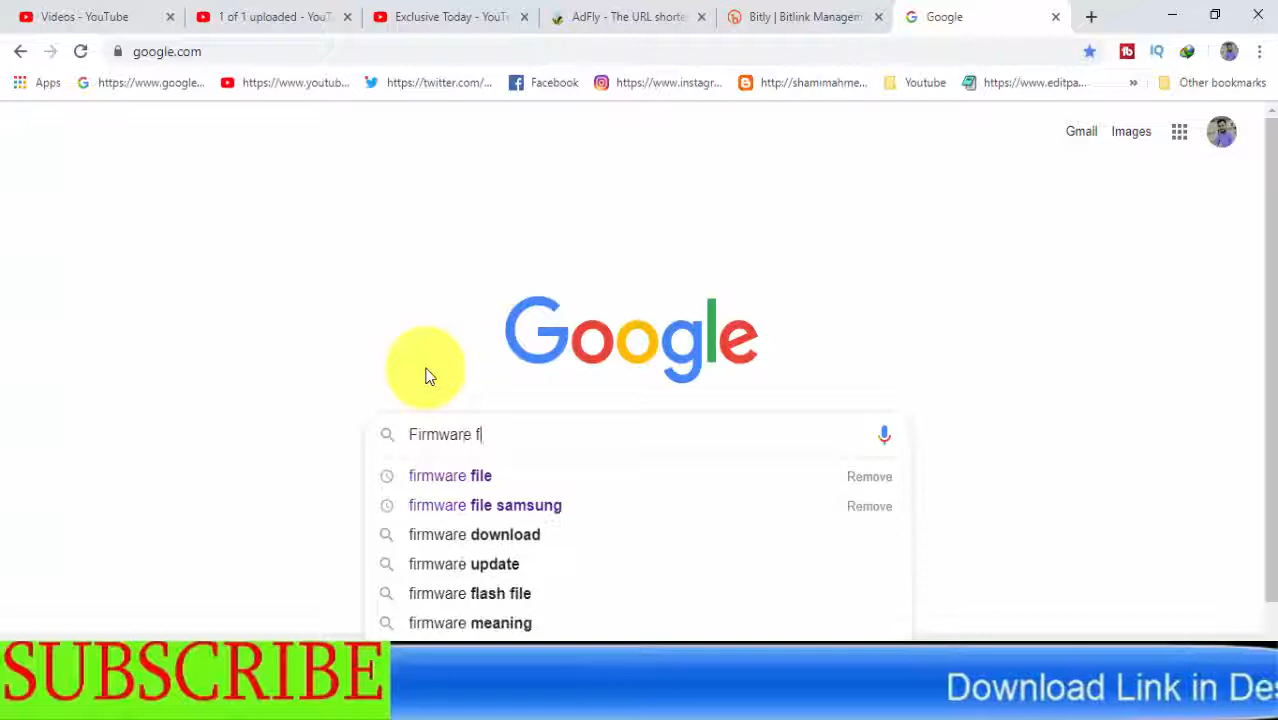 Videos - YouTube
1 of 1 uploaded - YouT
Exclusive Today - YouT
AdFly - The URL shorte
Bitly | Bitlink Managem
Google
google.com
Apps
https://www.google...
https://www.youtub...
https://twitter.com/...
Facebook
https://www.instagr...
http://shamimahme...
Youtube
https://www.editpa...
»
Other bookmarks
Gmail
Images
Google
Firmware f
firmware file
Remove
firmware file samsung
Remove
firmware download
firmware update
firmware flash file
firmware meaning
SUBSCRIBE
Download Link in Des